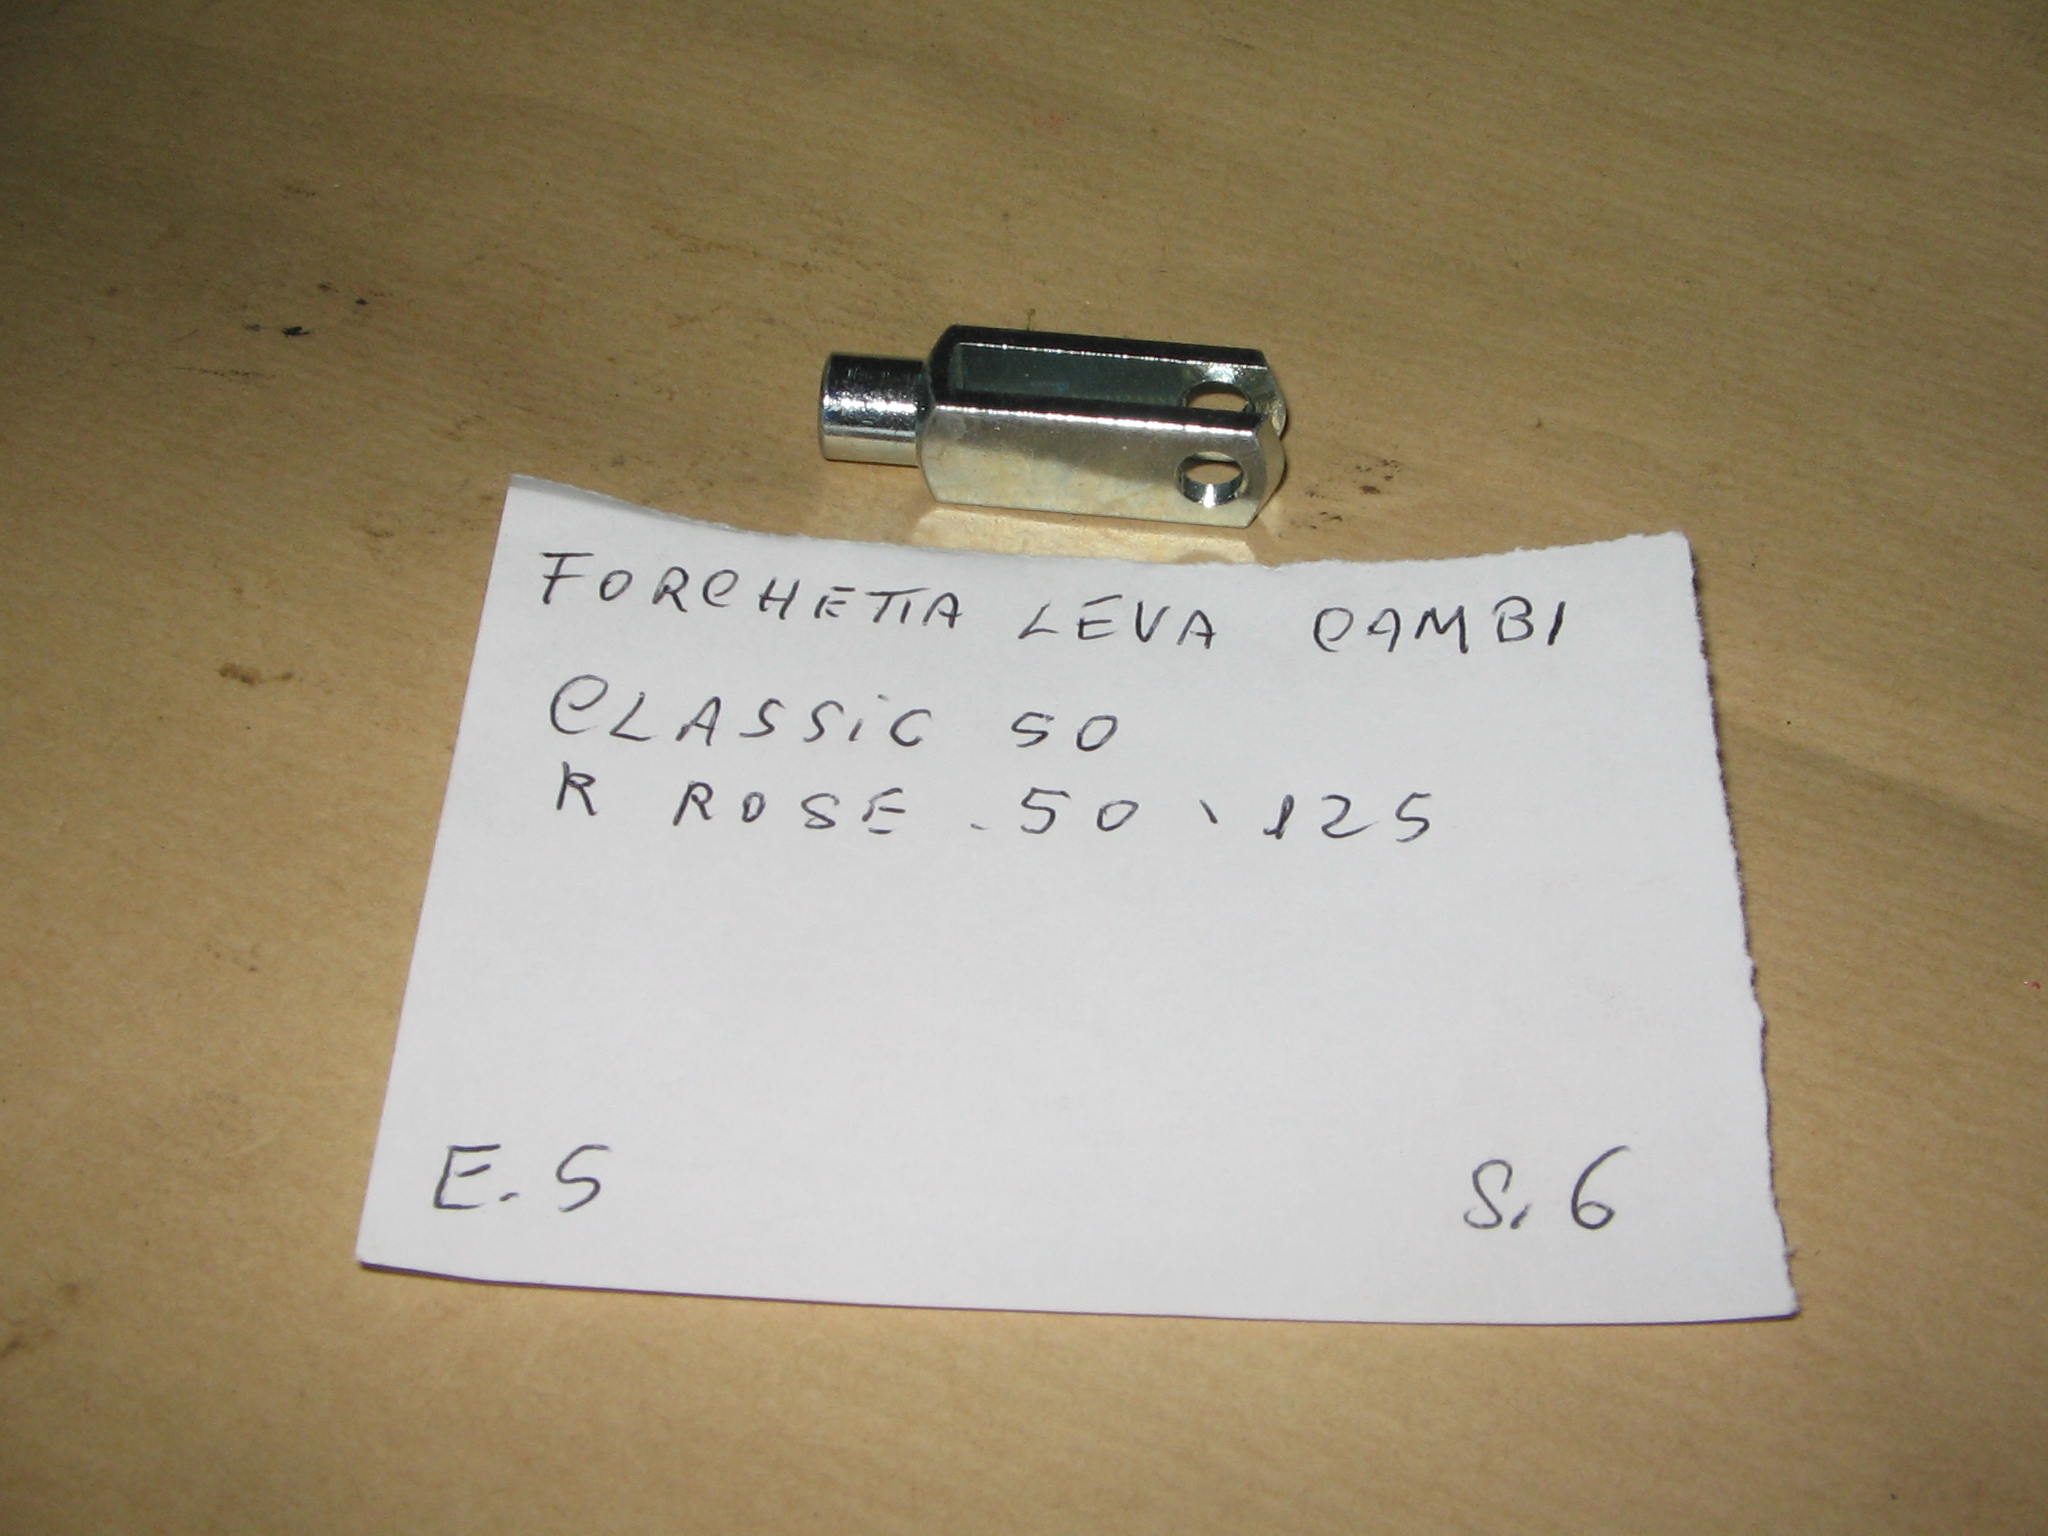 FORCHETTA LEVA CAMBI
CLASSiC 50
R ROSE . 50 \ 125
E. 5
S. 6